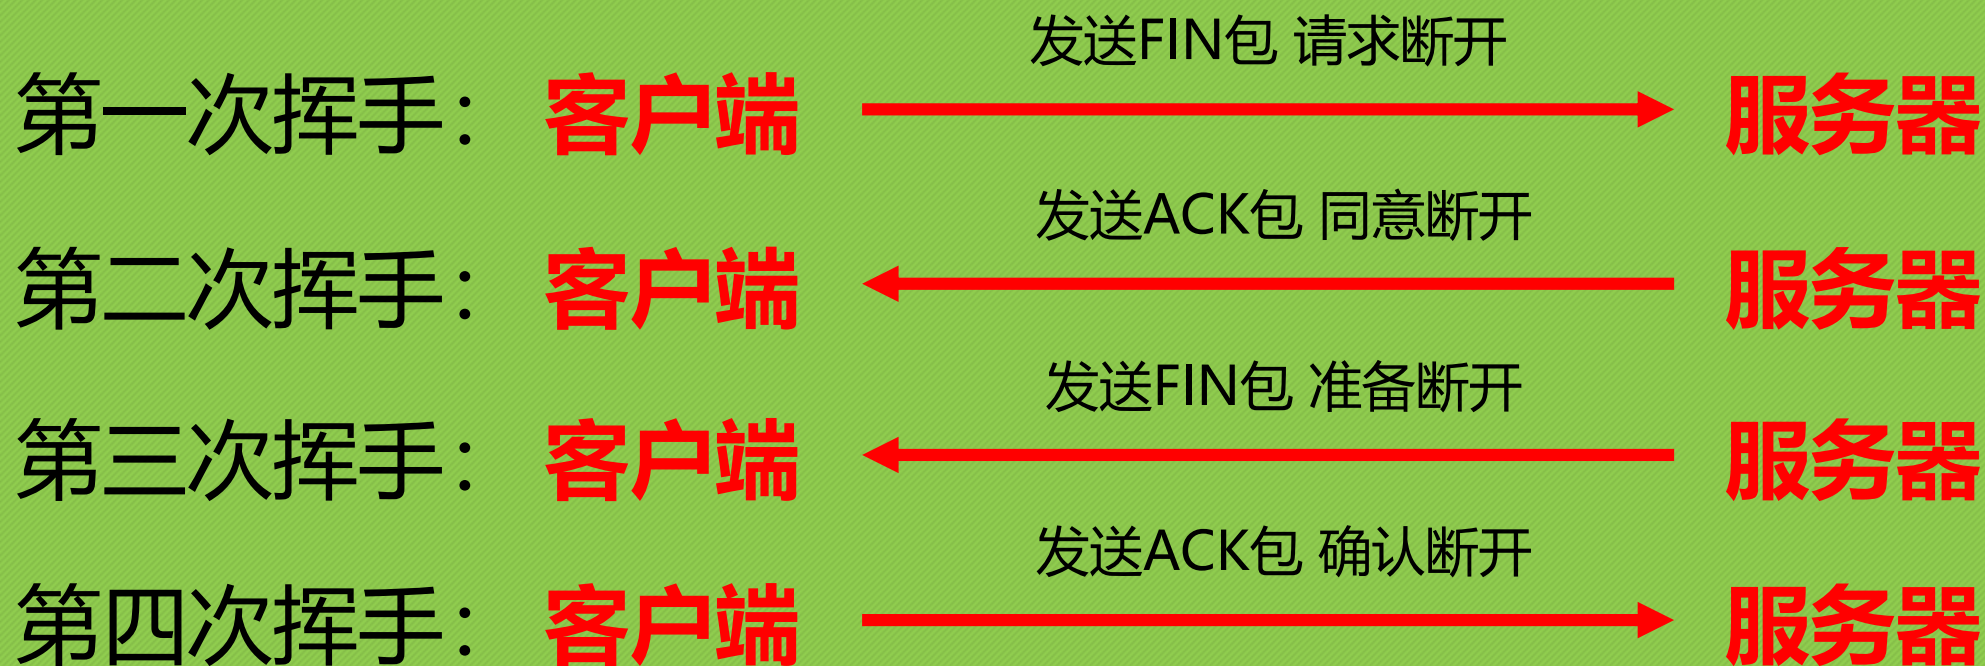 发送FIN包 请求断开
第一次挥手：客户端 服务器
发送ACK包 同意断开
第二次挥手：客户端 服务器
发送FIN包 准备断开
第三次挥手：客户端 服务器
发送ACK包 确认断开
第四次挥手：客户端 服务器